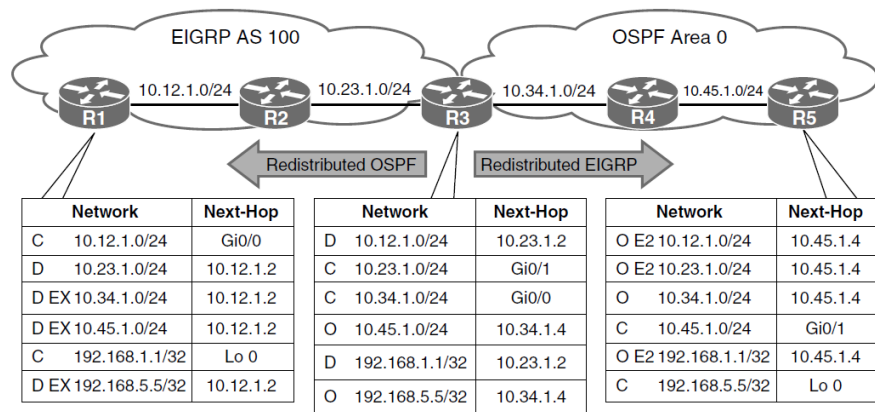 EIGRP AS 100
OSPF Area 0
10.12.1.0/24
10.23.1.0/24
10.34.1.0/24
10.45.1.0/24
R1
R2
R3
R4
R5
Redistributed OSPF
Redistributed EIGRP
Network Next-Hop
C 10.12.1.0/24 Gi0/0
D 10.23.1.0/24 10.12.1.2
D EX 10.34.1.0/24 10.12.1.2
D EX 10.45.1.0/24 10.12.1.2
C 192.168.1.1/32 Lo 0
D EX 192.168.5.5/32 10.12.1.2
Network Next-Hop
D 10.12.1.0/24 10.23.1.2
C 10.23.1.0/24 Gi0/1
C 10.34.1.0/24 Gi0/0
O 10.45.1.0/24 10.34.1.4
D 192.168.1.1/32 10.23.1.2
O 192.168.5.5/32 10.34.1.4
Network Next-Hop
O E2 10.12.1.0/24 10.45.1.4
O E2 10.23.1.0/24 10.45.1.4
O 10.34.1.0/24 10.45.1.4
C 10.45.1.0/24 Gi0/1
O E2 192.168.1.1/32 10.45.1.4
C 192.168.5.5/32 Lo 0